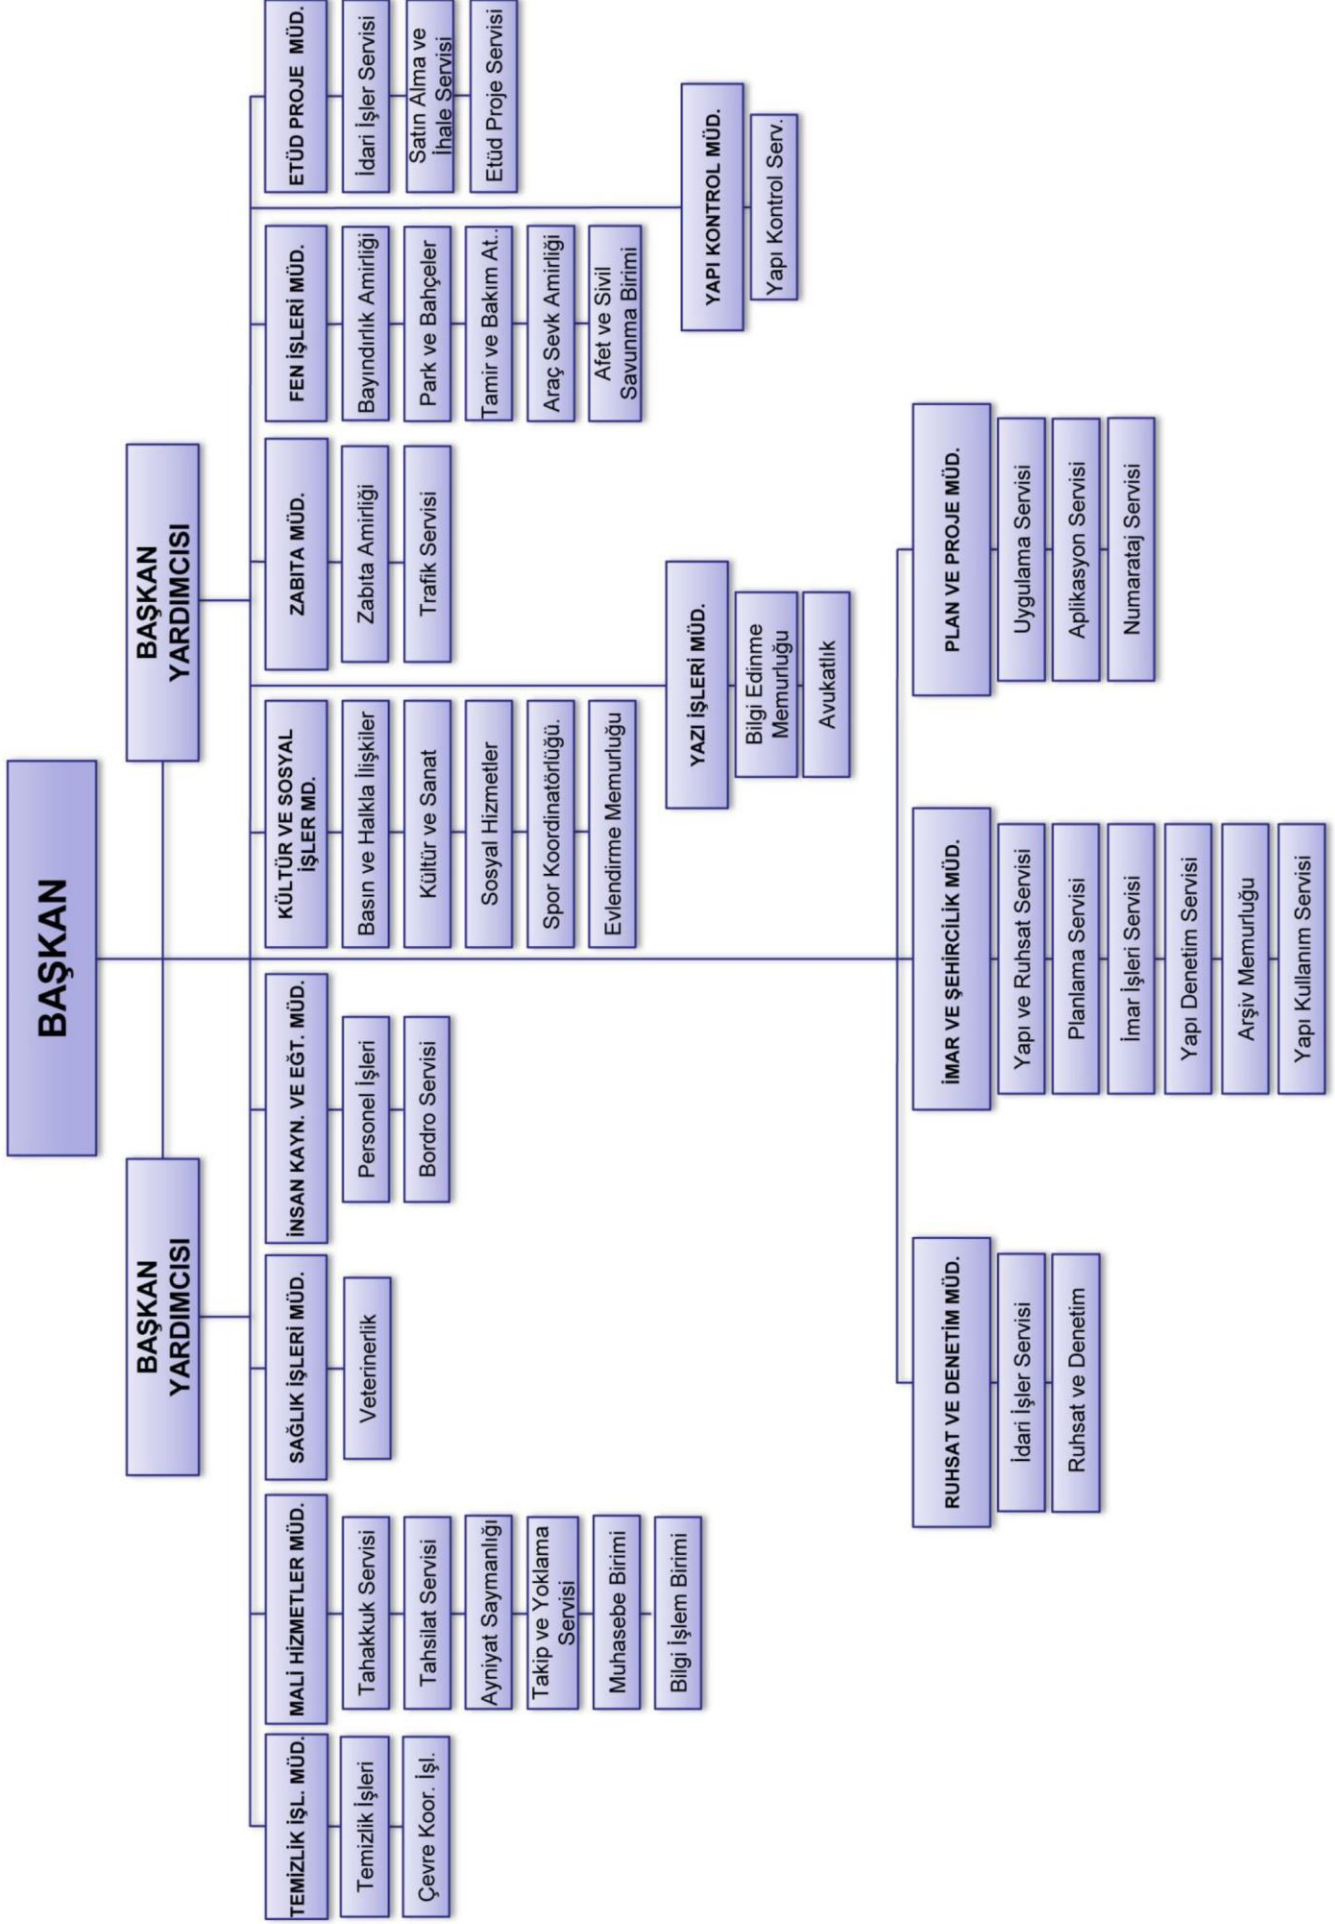 BAŞKAN
BAŞKAN
YARDIMCISI
BAŞKAN
YARDIMCISI
TEMİZLİK İŞL. MÜD.
Temizlik İşleri
Çevre Koor. İşl.
MALİ HİZMETLER MÜD.
Tahakkuk Servisi
Tahsilat Servisi
Ayniyat Saymanlığı
Takip ve Yoklama
Servisi
Muhasebe Birimi
Bilgi İşlem Birimi
SAĞLIK İŞLERİ MÜD.
Veterinerlik
İNSAN KAYN. VE EĞT. MÜD.
Personel İşleri
Bordro Servisi
KÜLTÜR VE SOSYAL
İŞLER MD.
Basın ve Halkla İlişkiler
Kültür ve Sanat
Sosyal Hizmetler
Spor Koordinatörlüğü.
Evlendirme Memurluğu
YAZI İŞLERİ MÜD.
Bilgi Edinme
Memurluğu
Avukatlık
ZABITA MÜD.
Zabıta Amirliği
Trafik Servisi
FEN İŞLERİ MÜD.
Bayındırlık Amirliği
Park ve Bahçeler
Tamir ve Bakım At..
Araç Sevk Amirliği
Afet ve Sivil
Savunma Birimi
YAPI KONTROL MÜD.
Yapı Kontrol Serv.
ETÜD PROJE MÜD.
İdari İşler Servisi
Satın Alma ve
İhale Servisi
Etüd Proje Servisi
RUHSAT VE DENETİM MÜD.
İdari İşler Servisi
Ruhsat ve Denetim
İMAR VE ŞEHİRCİLİK MÜD.
Yapı ve Ruhsat Servisi
Planlama Servisi
İmar İşleri Servisi
Yapı Denetim Servisi
Arşiv Memurluğu
Yapı Kullanım Servisi
PLAN VE PROJE MÜD.
Uygulama Servisi
Aplikasyon Servisi
Numarataj Servisi